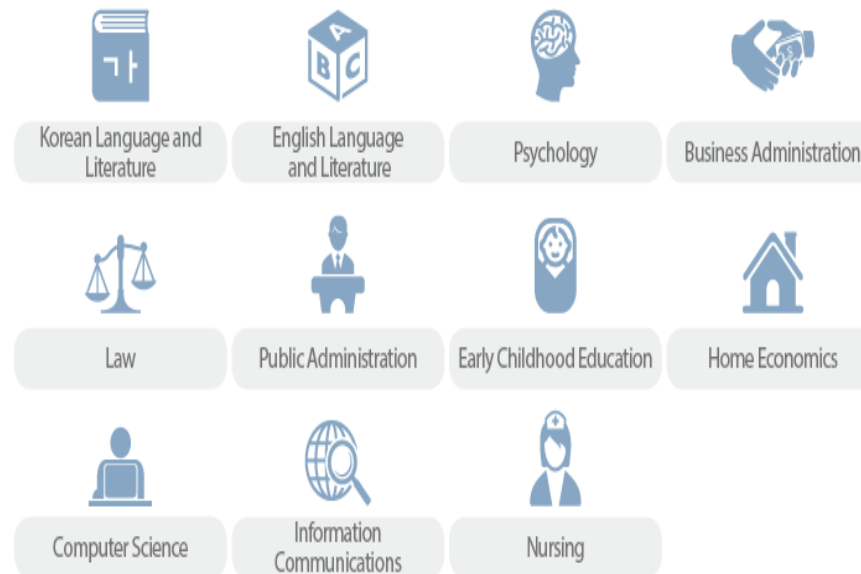 가
A
B
C
$
Korean Language and
Literature
English Language
and Literature
Psychology
Business Administration
Law
Public Administration
Early Childhood Education
Home Economics
Computer Science
Information
Communications
Nursing